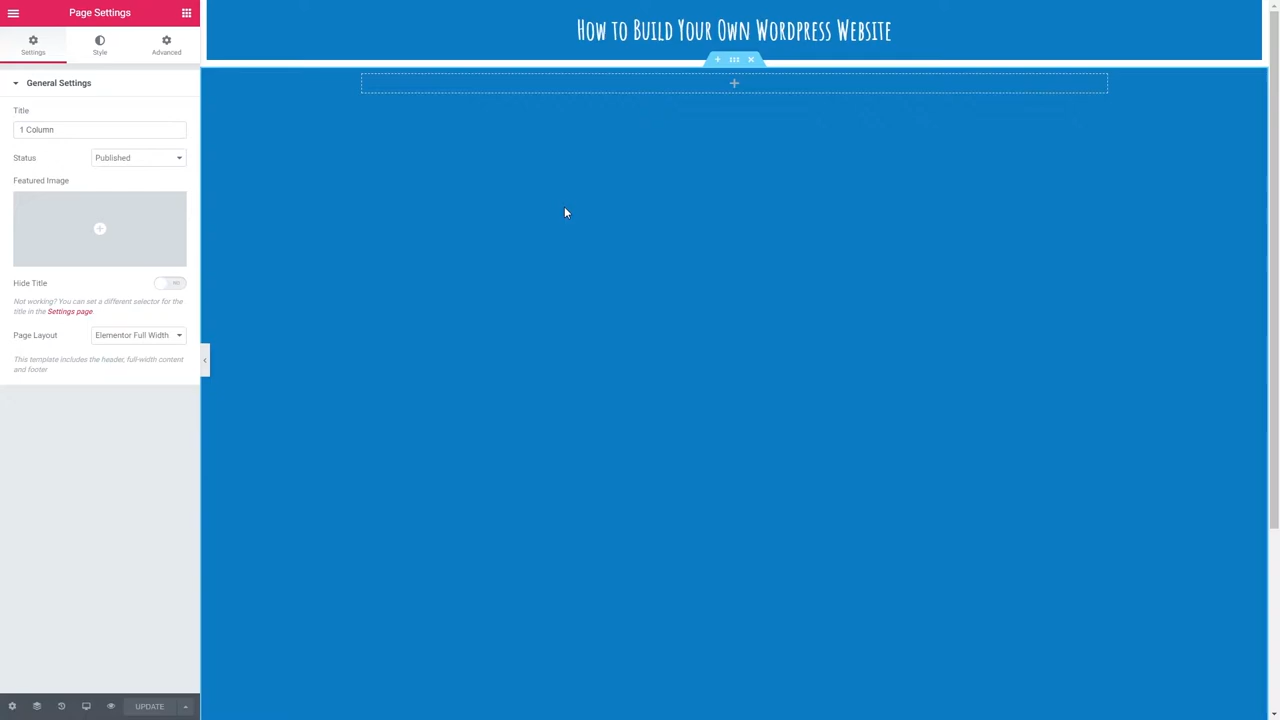 Page Settings
How to Build Your Own Wordpress Website
Settings
Style
Advanced
General Settings
Title
1 Column
Status
Published
Featured Image
Hide Title
NO
Not working? You can set a different selector for the
title in the Settings page
Page Layout
Elementor Full Width
This template includes the header, full-width content
and footer
UPDATE